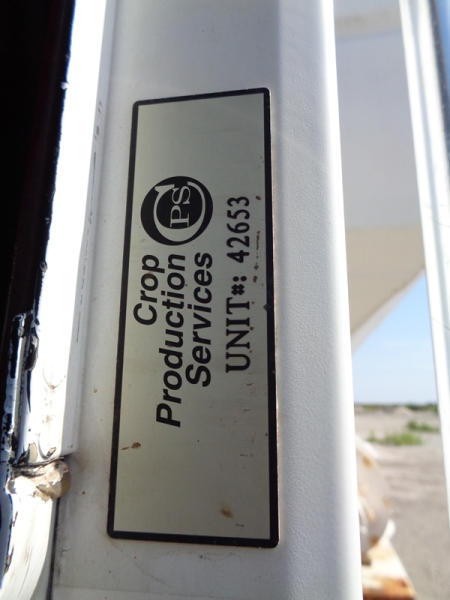 CPS
Crop
Production
Services
UNIT#: 42653